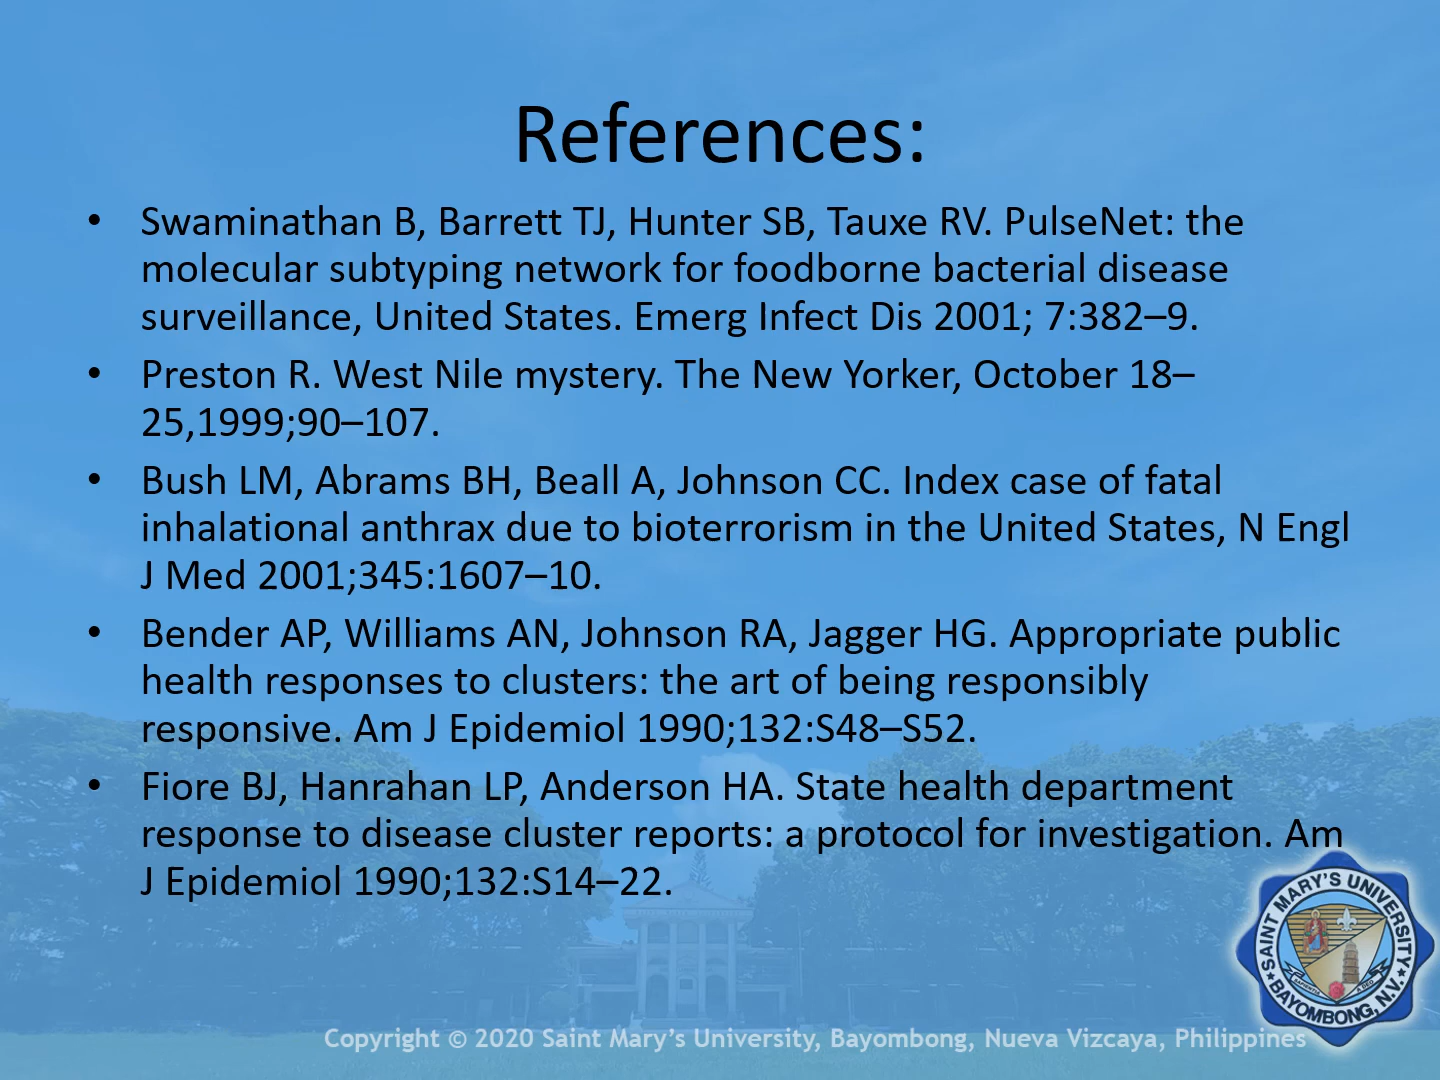 References:
• Swaminathan B, Barrett TJ, Hunter SB, Tauxe RV. PulseNet: the
molecular subtyping network for foodborne bacterial disease
surveillance, United States. Emerg Infect Dis 2001; 7:382–9.
• Preston R. West Nile mystery. The New Yorker, October 18–
25,1999;90–107.
• Bush LM, Abrams BH, Beall A, Johnson CC. Index case of fatal
inhalational anthrax due to bioterrorism in the United States, N Engl
J Med 2001;345:1607–10.
• Bender AP, Williams AN, Johnson RA, Jagger HG. Appropriate public
health responses to clusters: the art of being responsibly
responsive. Am J Epidemiol 1990;132:S48–S52.
• Fiore BJ, Hanrahan LP, Anderson HA. State health department
response to disease cluster reports: a protocol for investigation. Am
J Epidemiol 1990;132:S14–22.
SAINT MARY'S UNIVERSITY
BAYOMBONG, N.V.
Copyright © 2020 Saint Mary’s University, Bayombong, Nueva Vizcaya, Philippines